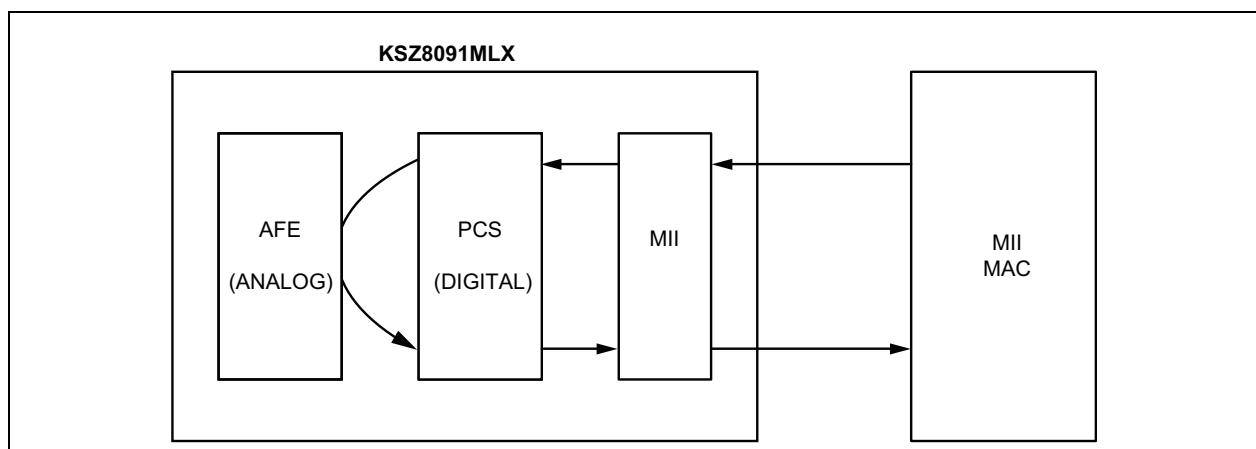 KSZ8091MLX
AFE
(ANALOG)
PCS
(DIGITAL)
MII
MII
MAC